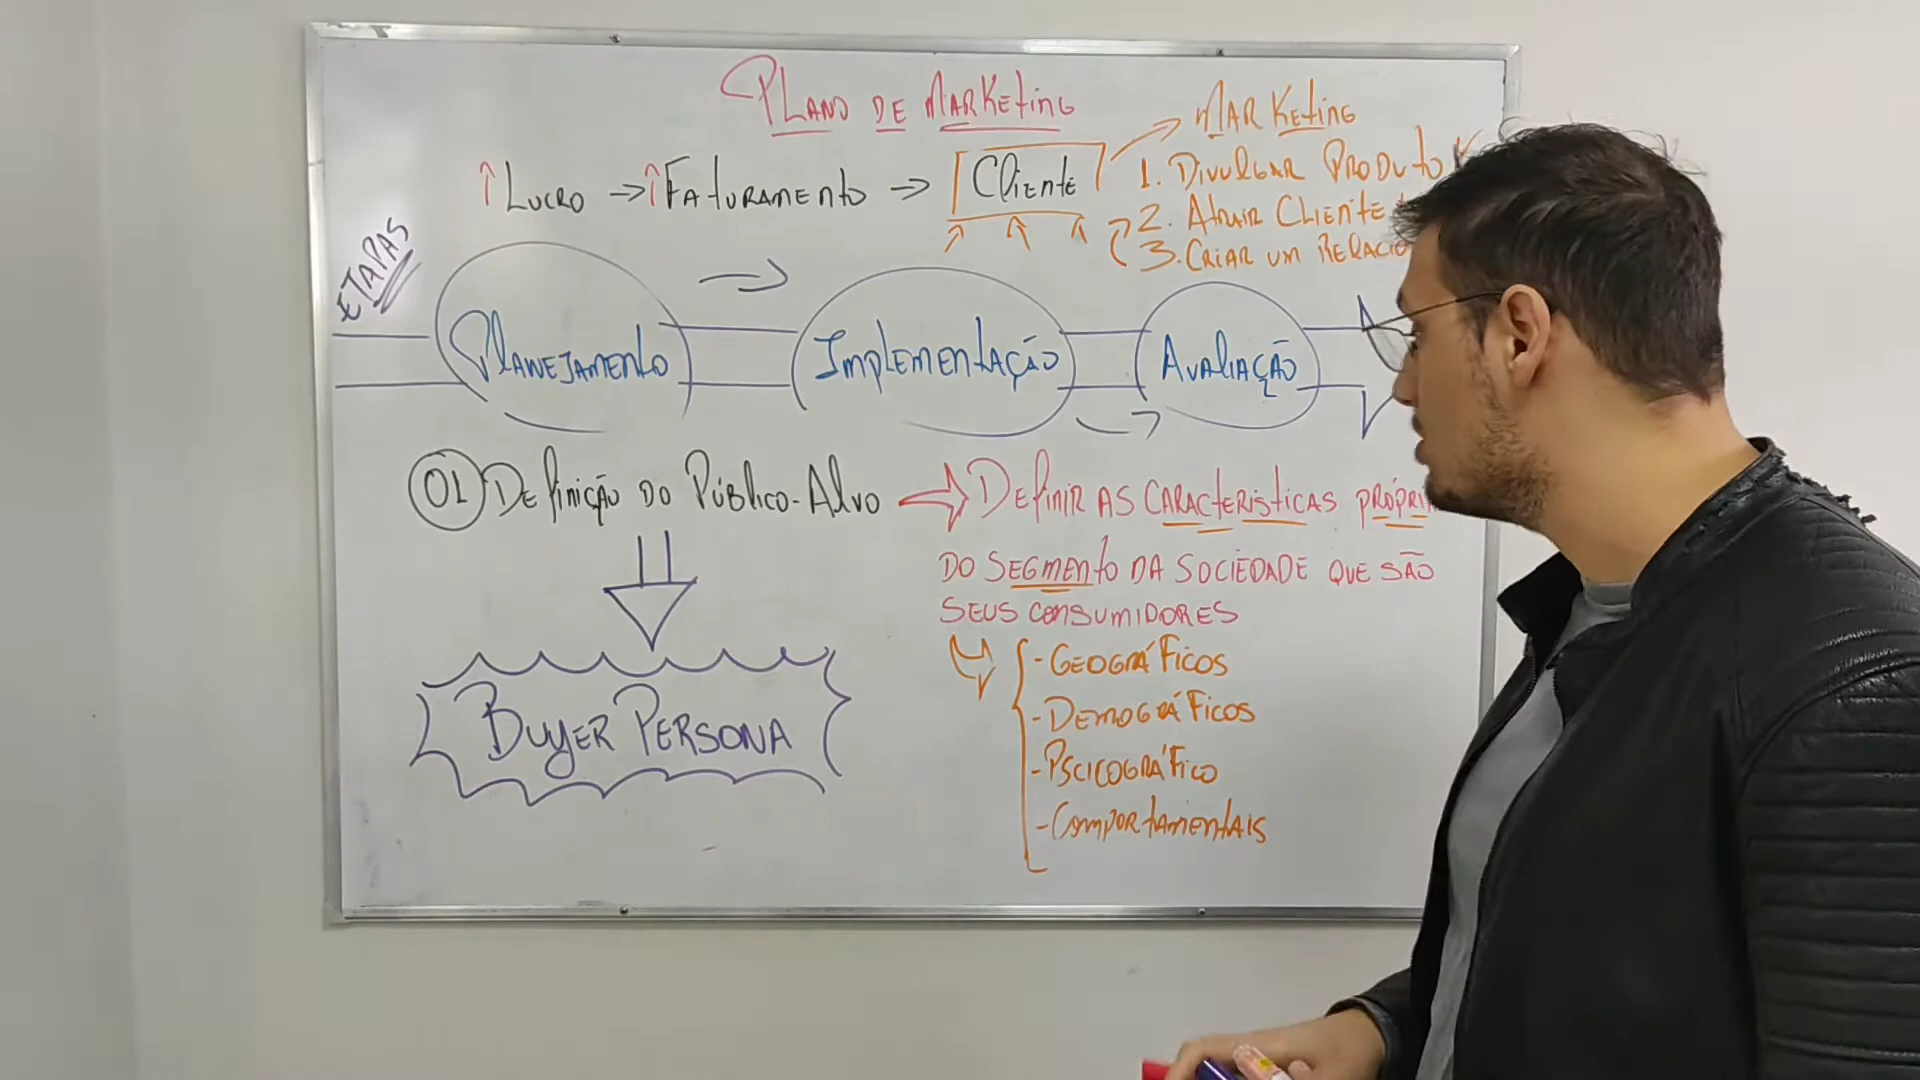 PLANO DE MARKETING
MARKETING
↑ LUCRO → ↑ FATURAMENTO → CLIENTE
1. DIVULGAR PRODUTO
2. ATRAIR CLIENTE
3. CRIAR UM
ETAPAS
PLANEJAMENTO
IMPLEMENTAÇÃO
AVALIAÇÃO
01 DEFINIÇÃO DO PÚBLICO-ALVO
DEFINIR AS CARACTERÍSTICAS
DO SEGMENTO DA SOCIEDADE QUE SÃO
SEUS CONSUMIDORES
BUYER PERSONA
- GEOGRÁFICOS
- DEMOGRÁFICOS
- PSCICOGRÁFICO
- COMPORTAMENTAIS